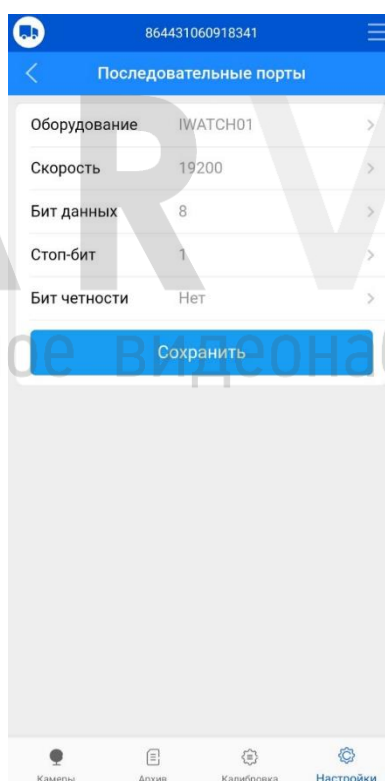 864431060918341
Последовательные порты
Оборудование IWATCH01
Скорость 19200
Бит данных 8
Стоп-бит 1
Бит четности Нет
Сохранить
Камеры Архив Калибровка Настройки